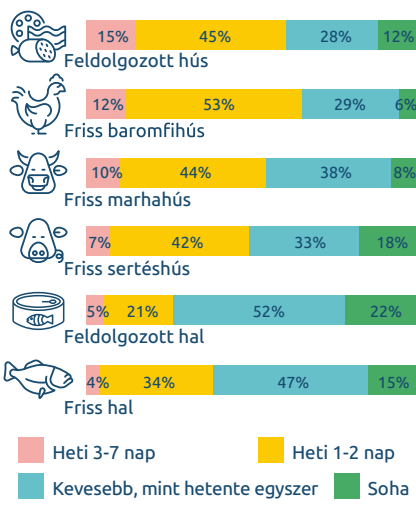 15% 45% 28% 12%
Feldolgozott hús
12% 53% 29% 6%
Friss baromfihús
10% 44% 38% 8%
Friss marhahús
7% 42% 33% 18%
Friss sertéshús
5% 21% 52% 22%
Feldolgozott hal
4% 34% 47% 15%
Friss hal
Heti 3-7 nap Heti 1-2 nap
Kevesebb, mint hetente egyszer Soha